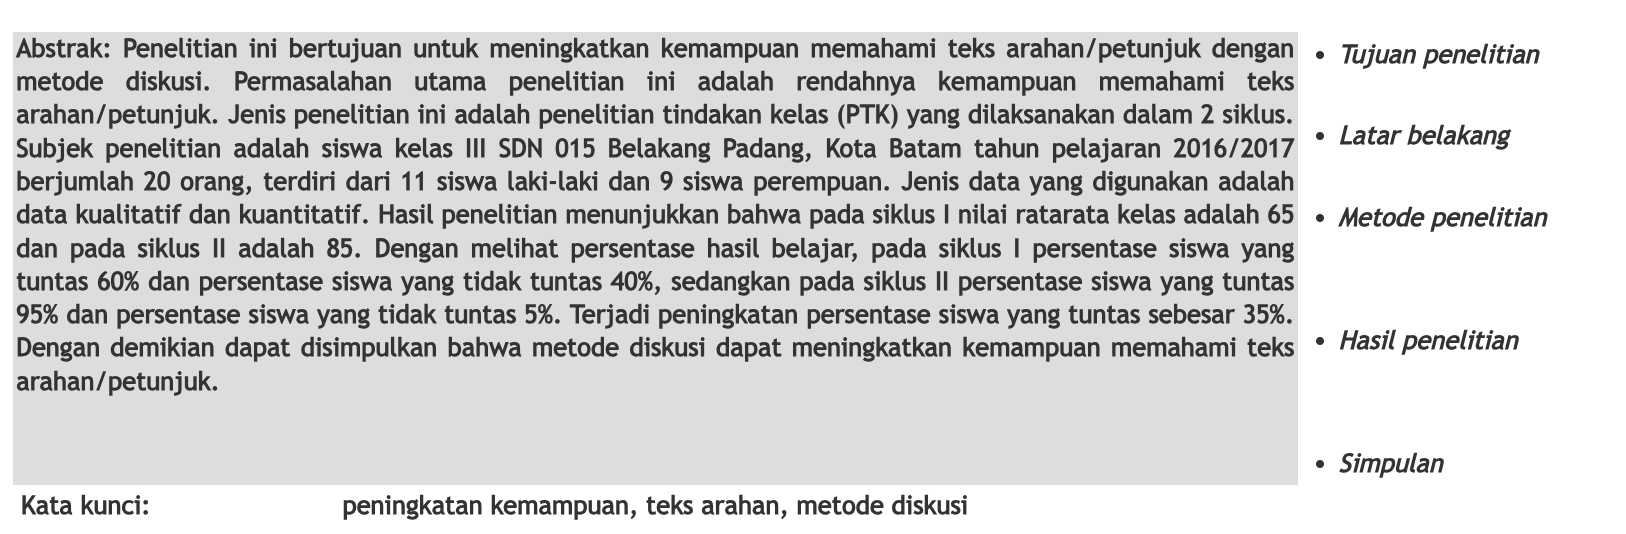 Abstrak: Penelitian ini bertujuan untuk meningkatkan kemampuan memahami teks arahan/petunjuk dengan
metode diskusi. Permasalahan utama penelitian ini adalah rendahnya kemampuan memahami teks
arahan/petunjuk. Jenis penelitian ini adalah penelitian tindakan kelas (PTK) yang dilaksanakan dalam 2 siklus.
Subjek penelitian adalah siswa kelas III SDN 015 Belakang Padang, Kota Batam tahun pelajaran 2016/2017
berjumlah 20 orang, terdiri dari 11 siswa laki-laki dan 9 siswa perempuan. Jenis data yang digunakan adalah
data kualitatif dan kuantitatif. Hasil penelitian menunjukkan bahwa pada siklus I nilai ratarata kelas adalah 65
dan pada siklus II adalah 85. Dengan melihat persentase hasil belajar, pada siklus I persentase siswa yang
tuntas 60% dan persentase siswa yang tidak tuntas 40%, sedangkan pada siklus II persentase siswa yang tuntas
95% dan persentase siswa yang tidak tuntas 5%. Terjadi peningkatan persentase siswa yang tuntas sebesar 35%.
Dengan demikian dapat disimpulkan bahwa metode diskusi dapat meningkatkan kemampuan memahami teks
arahan/petunjuk.
• Tujuan penelitian
• Latar belakang
• Metode penelitian
• Hasil penelitian
• Simpulan
Kata kunci: peningkatan kemampuan, teks arahan, metode diskusi